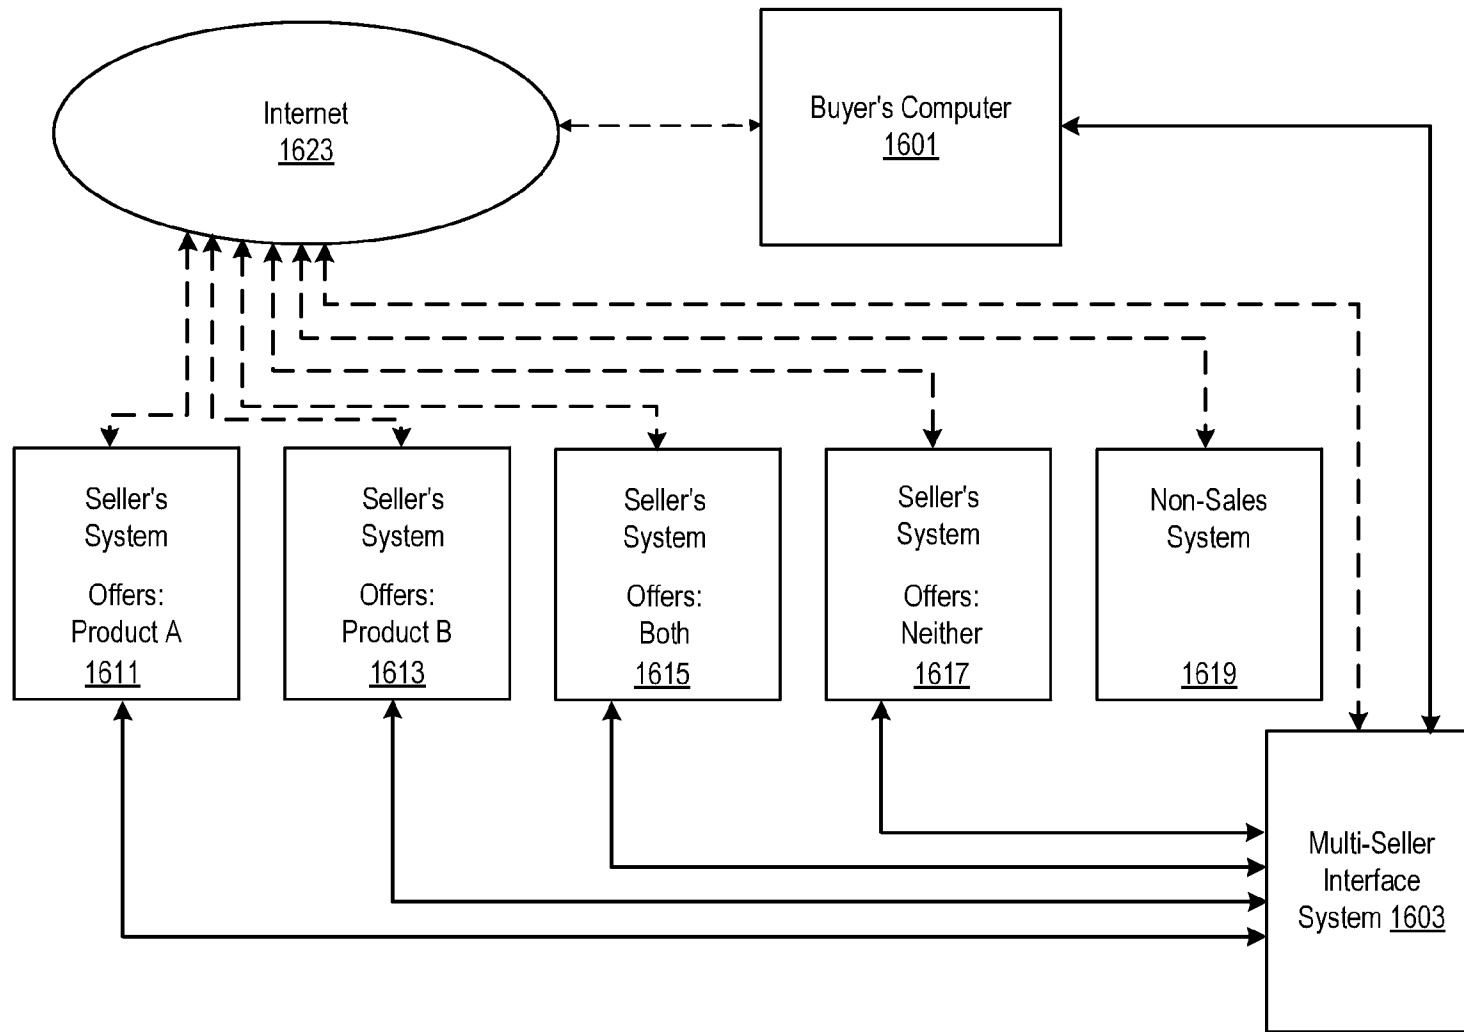 Internet
1623
Buyer's Computer
1601
Seller's
System
Offers:
Product A
1611
Seller's
System
Offers:
Product B
1613
Seller's
System
Offers:
Both
1615
Seller's
System
Offers:
Neither
1617
Non-Sales
System
1619
Multi-Seller
Interface
System 1603